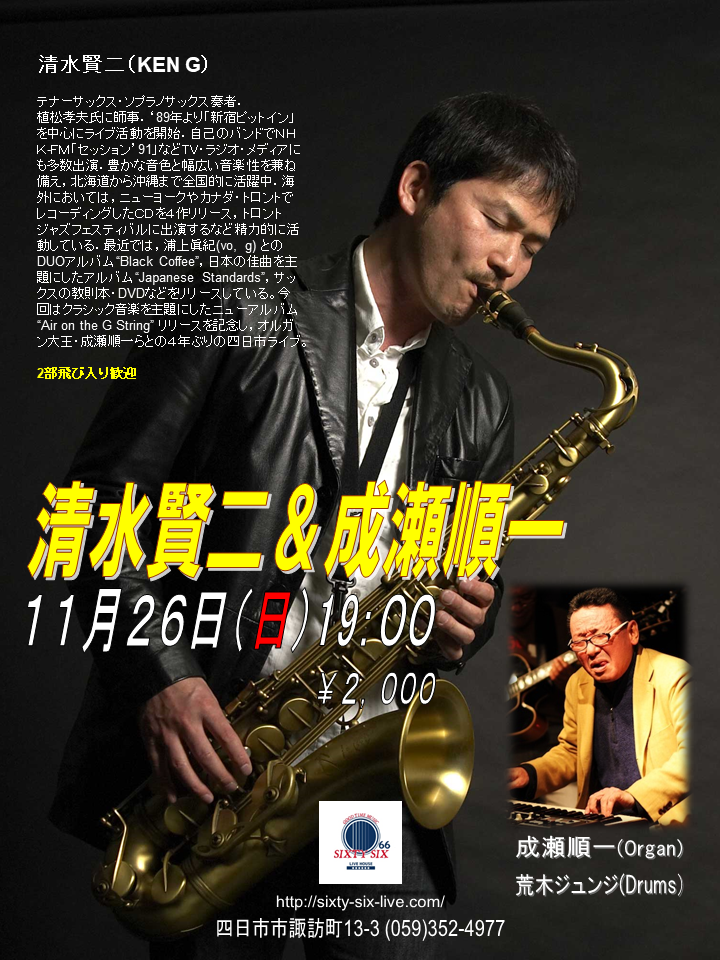 清水賢二（KEN G）
テナーサックス・ソプラノサックス奏者．
植松孝夫氏に師事．‘89年より「新宿ピットイン」
を中心にライブ活動を開始．自己のバンドでNH
K-FM「セッション’91」などTV・ラジオ・メディアに
も多数出演．豊かな音色と幅広い音楽性を兼ね
備え，北海道から沖縄まで全国的に活躍中．海
外においては，ニューヨークやカナダ・トロントで
レコーディングしたCDを４作リリース，トロント
ジャズフェスティバルに出演するなど精力的に活
動している．最近では，浦上眞紀(vo, g) との
DUOアルバム“Black Coffee”，日本の佳曲を主
題にしたアルバム“Japanese Standards”，サッ
クスの教則本・DVDなどをリリースしている。今
回はクラシック音楽を主題にしたニューアルバム
“Air on the G String” リリースを記念し，オルガ
ン大王・成瀬順一らとの４年ぶりの四日市ライブ。
2部飛び入り歓迎
清水賢二＆成瀬順一
11月26日(日)19:00
￥2,000
GOOD TIME MUSIC
66
SIXTY SIX
LIVE HOUSE
成瀬順一(Organ)
荒木ジュンジ(Drums)
http://sixty-six-live.com/
四日市市諏訪町13-3 (059)352-4977